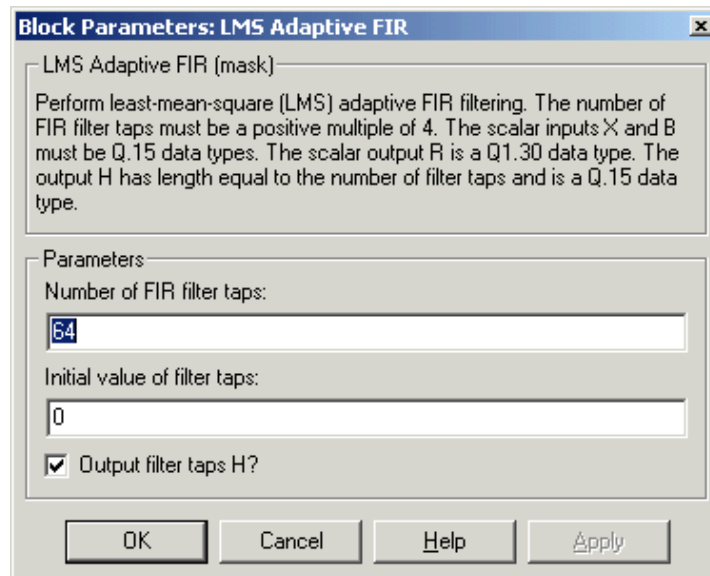 Block Parameters: LMS Adaptive FIR
LMS Adaptive FIR (mask)
Perform least-mean-square (LMS) adaptive FIR filtering. The number of
FIR filter taps must be a positive multiple of 4. The scalar inputs X and B
must be Q.15 data types. The scalar output R is a Q1.30 data type. The
output H has length equal to the number of filter taps and is a Q.15 data
type.
Parameters
Number of FIR filter taps:
64
Initial value of filter taps:
0
Output filter taps H?
OK Cancel Help Apply